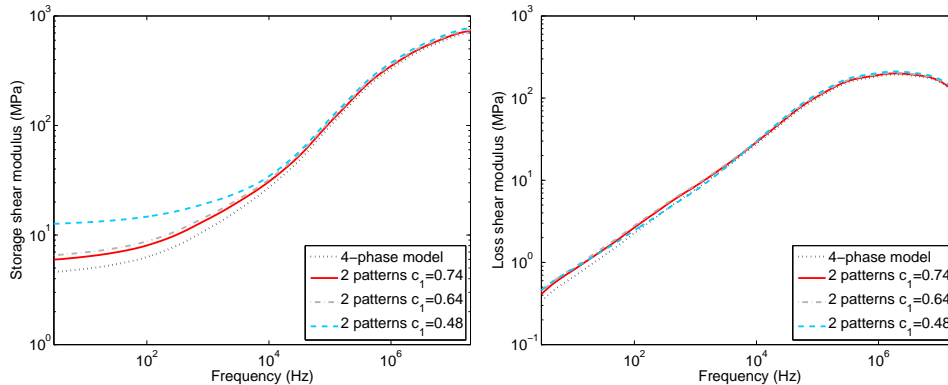 10³
10²
10¹
10⁰
Storage shear modulus (MPa)
10² 10⁴ 10⁶
Frequency (Hz)
4−phase model
2 patterns c₁=0.74
2 patterns c₁=0.64
2 patterns c₁=0.48
10³
10²
10¹
10⁰
10⁻¹
Loss shear modulus (MPa)
10² 10⁴ 10⁶
Frequency (Hz)
4−phase model
2 patterns c₁=0.74
2 patterns c₁=0.64
2 patterns c₁=0.48